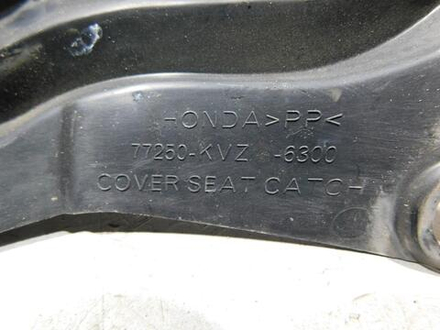 HONDA>PP<
77250-KVZ -6300
COVER SEAT CATCH